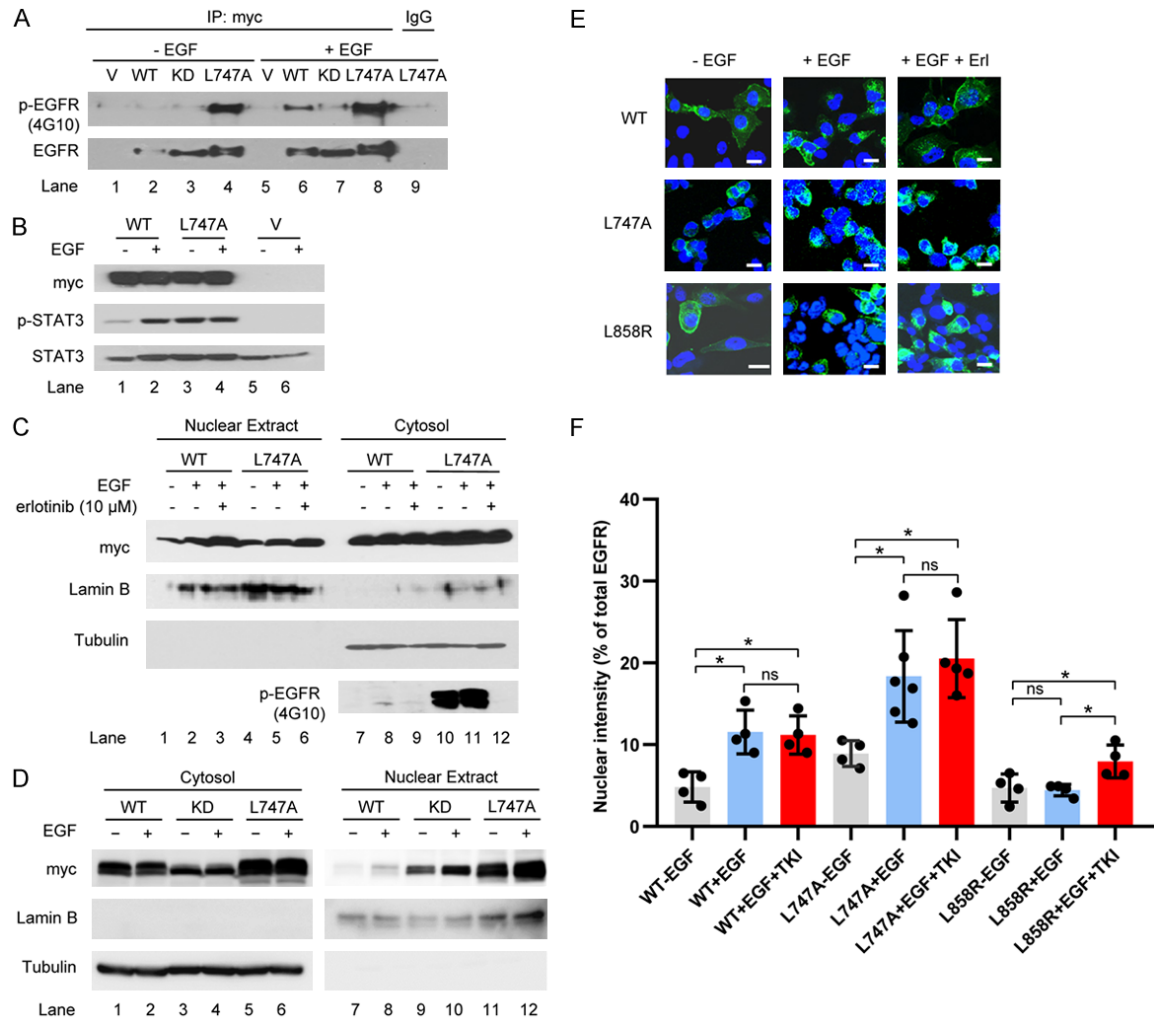 A
IP: myc IgG
- EGF + EGF
V WT KD L747A V WT KD L747A L747A
p-EGFR
(4G10)
EGFR
Lane 1 2 3 4 5 6 7 8 9
B
WT L747A V
EGF - + - + - +
myc
p-STAT3
STAT3
Lane 1 2 3 4 5 6
C
Nuclear Extract Cytosol
WT L747A WT L747A
EGF - + + - + + - + + - + +
erlotinib (10 µM) - - + - - + - - + - - +
myc
Lamin B
Tubulin
p-EGFR
(4G10)
Lane 1 2 3 4 5 6 7 8 9 10 11 12
D
Cytosol Nuclear Extract
WT KD L747A WT KD L747A
EGF – + – + – + – + – + – +
myc
Lamin B
Tubulin
Lane 1 2 3 4 5 6 7 8 9 10 11 12
E
- EGF + EGF + EGF + Erl
WT
L747A
L858R
F
Nuclear intensity (% of total EGFR)
40
30
20
10
0
* * ns
* * ns
ns * *
WT-EGF
WT+EGF
WT+EGF+TKI
L747A-EGF
L747A+EGF
L747A+EGF+TKI
L858R-EGF
L858R+EGF
L858R+EGF+TKI